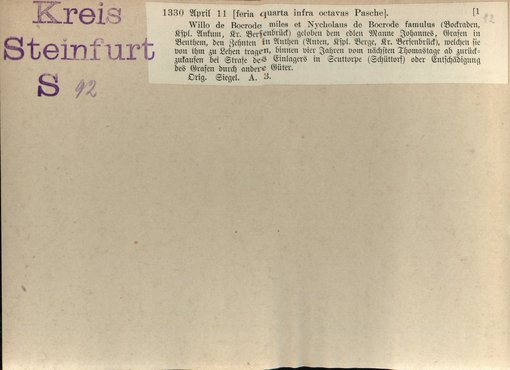 Kreis
Steinfurt
S 92
1330 April 11 [feria quarta infra octavas Pasche]. [1
92
Willo de Bocrode miles et Nycholaus de Bocrode famulus (Bockraden,
Kspl. Ankum, Kr. Bersenbrück) geloben dem edlen Manne Johannes, Grafen in
Benthem, den Zehnten in Anthen (Anten, Kspl. Berge, Kr. Bersenbrück), welchen sie
von ihm zu Lehen tragen, binnen vier Jahren vom nächsten Thomastage ab zurück-
zukaufen bei Strafe des Einlagers in Scuttorpe (Schüttorf) oder Entschädigung
des Grafen durch andere Güter.
Orig. Siegel. A. 3.